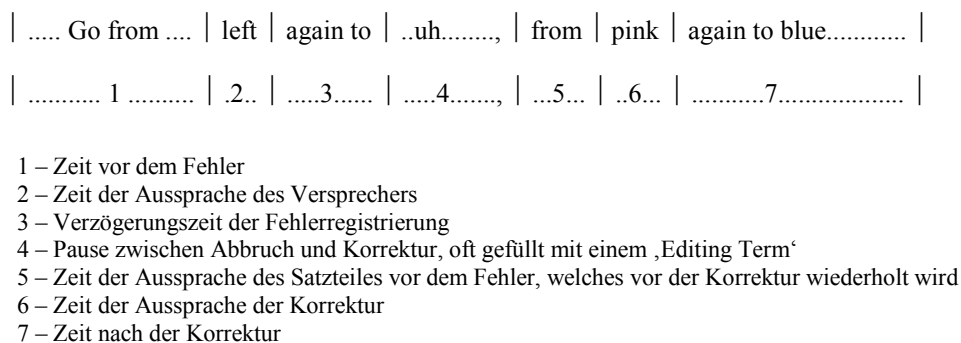 | ..... Go from .... | left | again to | ..uh........, | from | pink | again to blue............ |
| ........... 1 .......... | .2.. | .....3...... | .....4......., | ...5... | ..6... | ...........7.................. |
1 – Zeit vor dem Fehler
2 – Zeit der Aussprache des Versprechers
3 – Verzögerungszeit der Fehlerregistrierung
4 – Pause zwischen Abbruch und Korrektur, oft gefüllt mit einem ‚Editing Term‘
5 – Zeit der Aussprache des Satzteiles vor dem Fehler, welches vor der Korrektur wiederholt wird
6 – Zeit der Aussprache der Korrektur
7 – Zeit nach der Korrektur